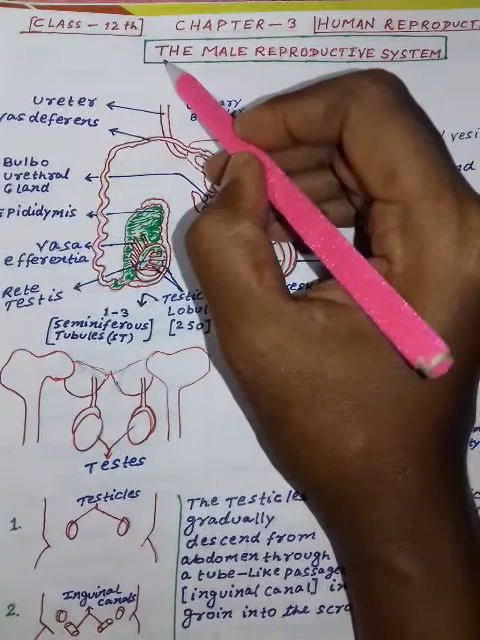 CLASS - 12th CHAPTER - 3 HUMAN REPRODUCT
THE MALE REPRODUCTIVE SYSTEM
Ureter
vas deferens
Bulbo
urethral
Gland
Epididymis
Vasa
efferentia
Rete
Testis
1-3
[Seminiferous]
Tubules (ST)
Lobul
[250
Testes
Testicles
1.
The Testicles
gradually
descend from
abdomen through
a tube-like passage
[inguinal canal] in
groin into the scro
2.
Inguinal
canals